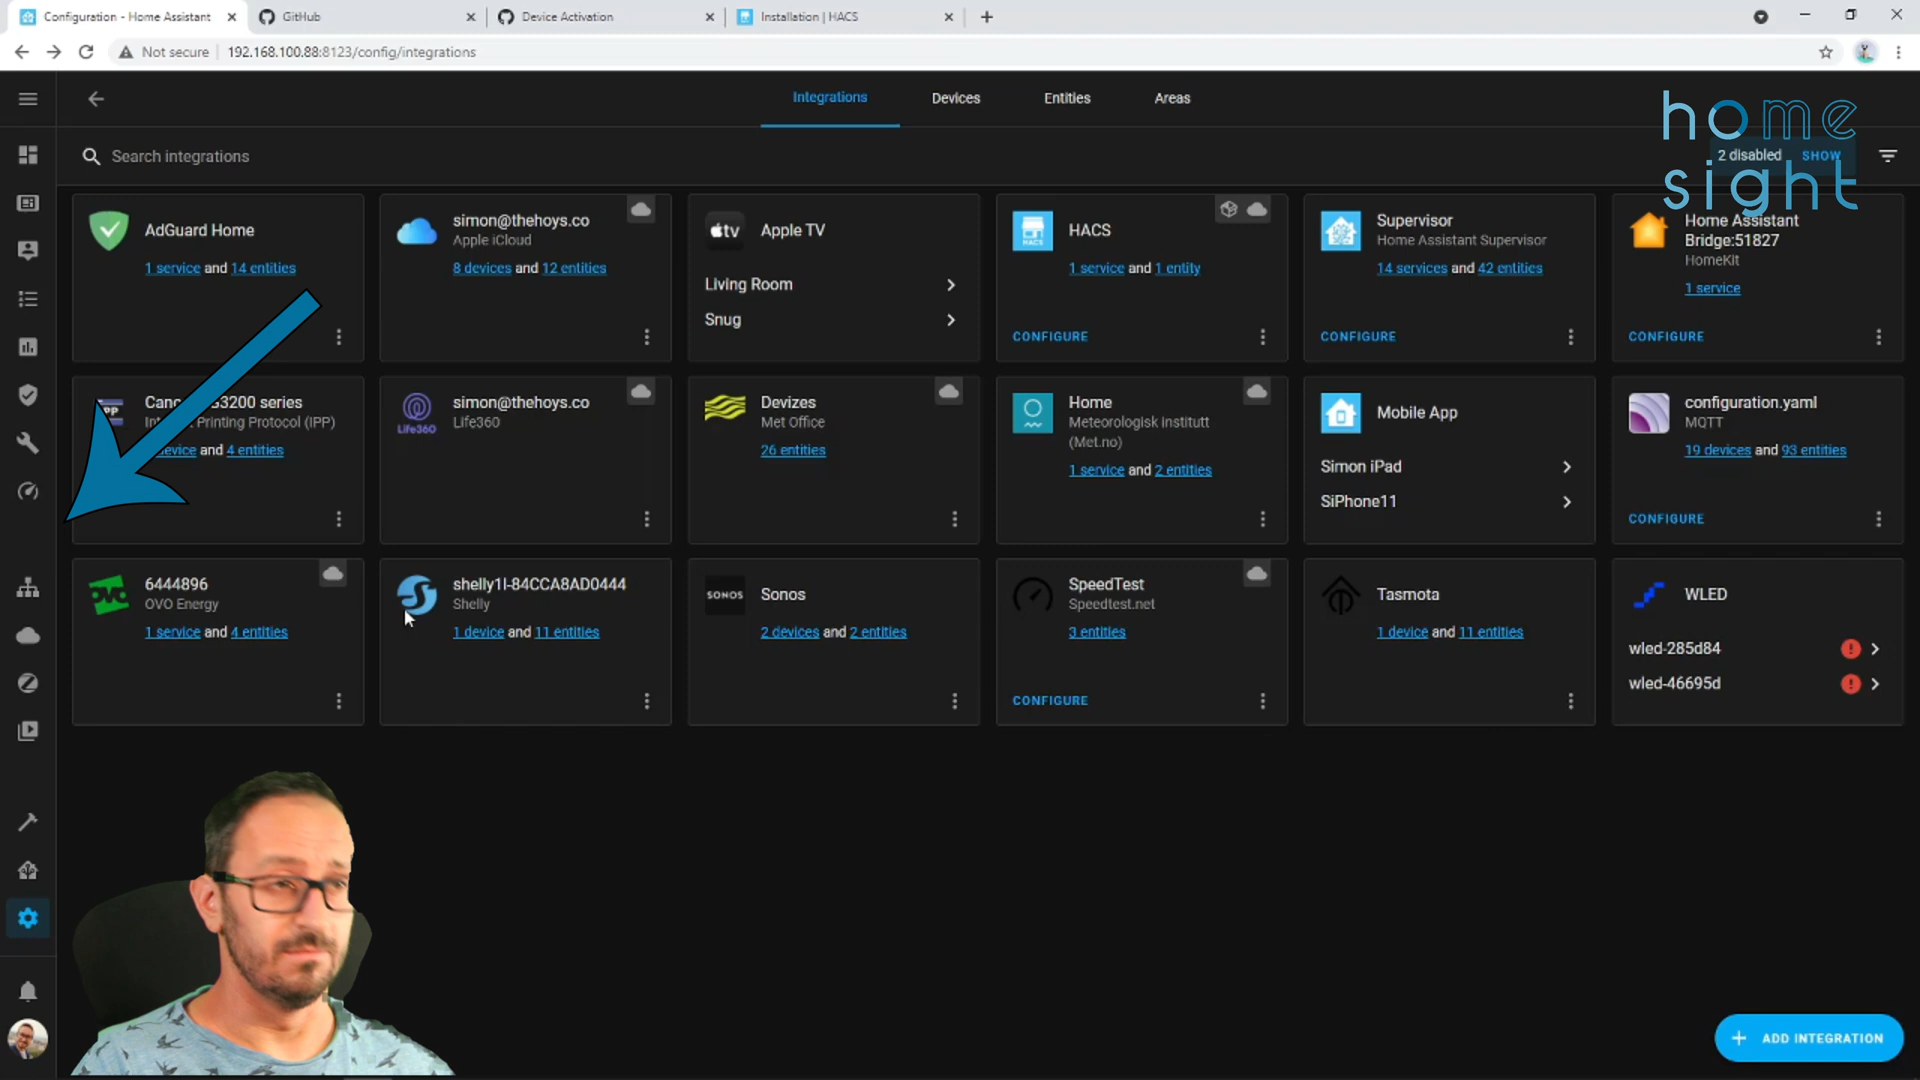 Configuration - Home Assistant
GitHub
Device Activation
Installation | HACS
Not secure
192.168.100.88:8123/config/integrations
Integrations
Devices
Entities
Areas
home
sight
Search integrations
2 disabled
SHOW
AdGuard Home
1 service and 14 entities
simon@thehoys.co
Apple iCloud
8 devices and 12 entities
Apple TV
Living Room
Snug
HACS
1 service and 1 entity
CONFIGURE
Supervisor
Home Assistant Supervisor
14 services and 42 entities
CONFIGURE
Home Assistant
Bridge:51827
HomeKit
1 service
CONFIGURE
G3200 series
Printing Protocol (IPP)
and 4 entities
simon@thehoys.co
Life360
Life360
Devizes
Met Office
26 entities
Home
Meteorologisk institutt
(Met.no)
1 service and 2 entities
Mobile App
Simon iPad
SiPhone11
configuration.yaml
MQTT
19 devices and 93 entities
CONFIGURE
OVO
6444896
OVO Energy
1 service and 4 entities
shelly1l-84CCA8AD0444
Shelly
1 device and 11 entities
SONOS
Sonos
2 devices and 2 entities
SpeedTest
Speedtest.net
3 entities
CONFIGURE
Tasmota
1 device and 11 entities
WLED
wled-285d84
wled-46695d
ADD INTEGRATION